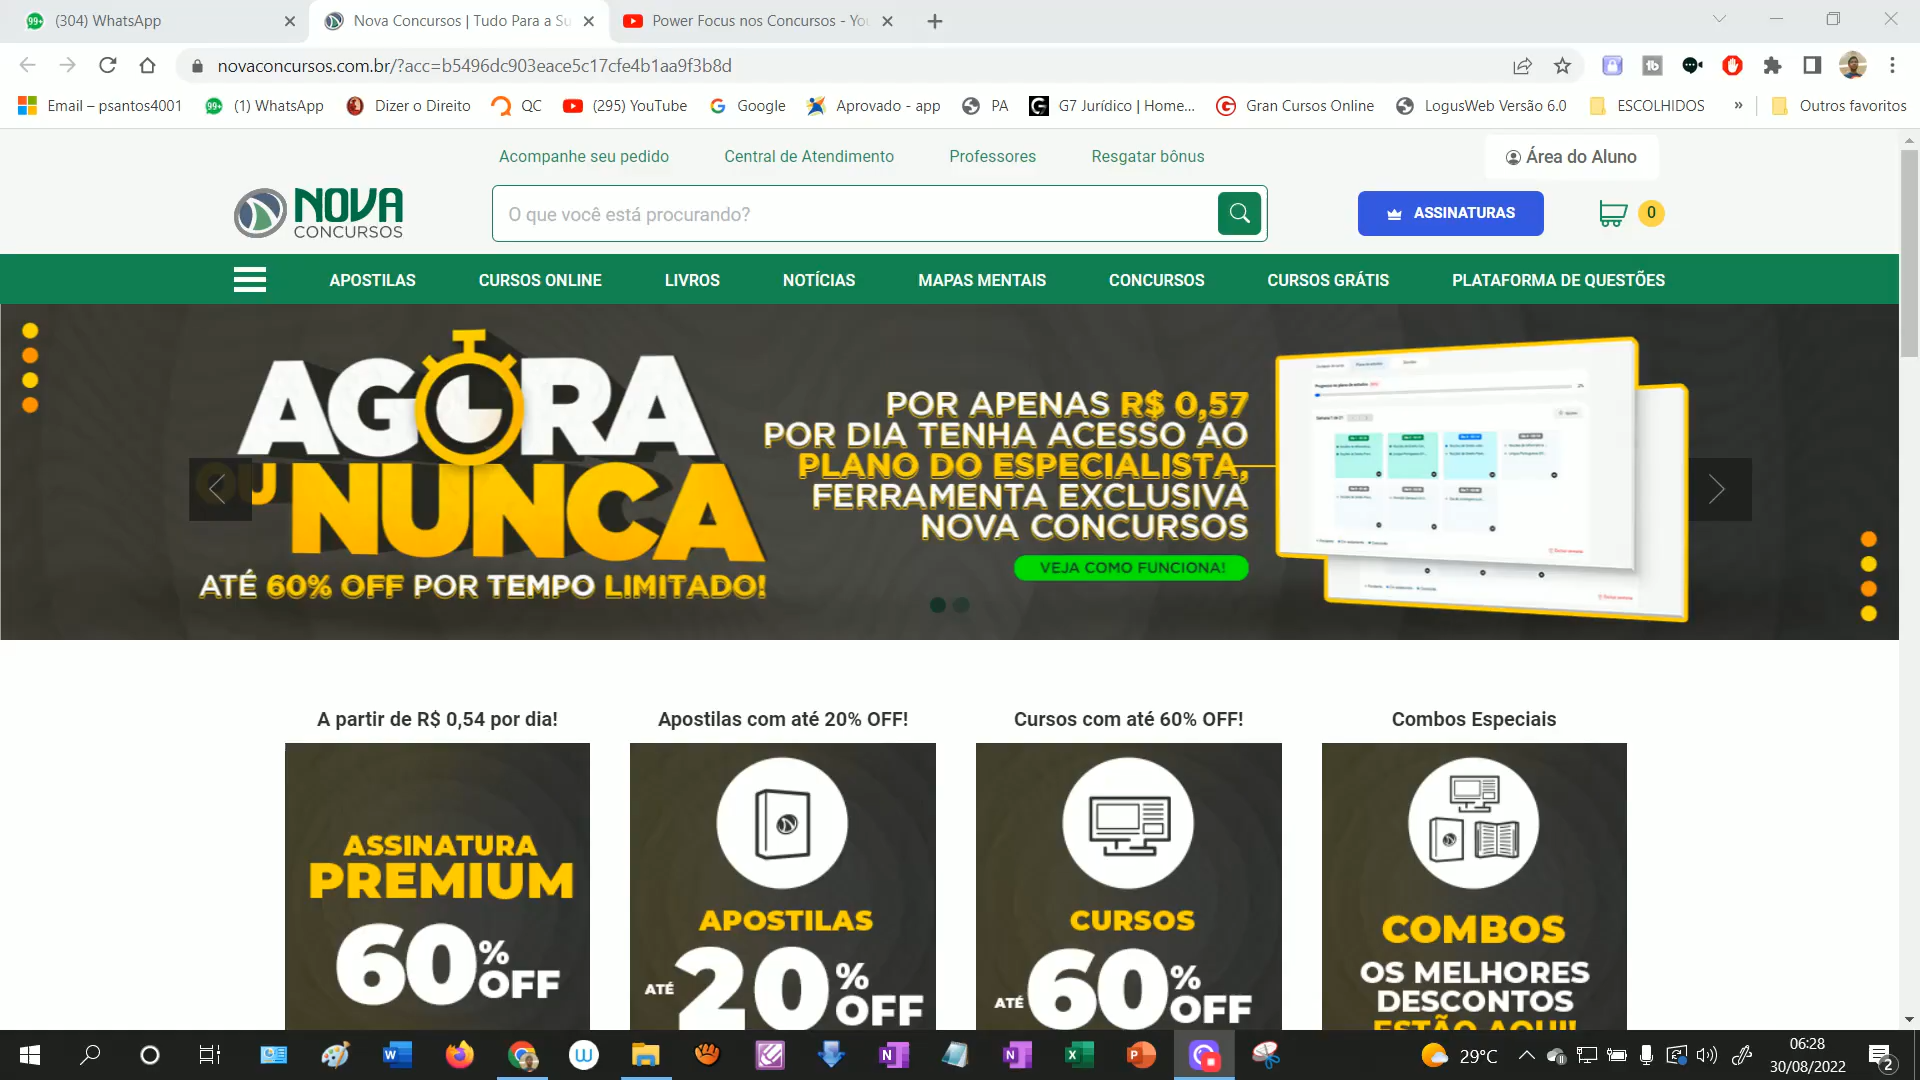 (304) WhatsApp
Nova Concursos | Tudo Para a Su
Power Focus nos Concursos - You
novaconcursos.com.br/?acc=b5496dc903eace5c17cfe4b1aa9f3b8d
Email – psantos4001
(1) WhatsApp
Dizer o Direito
QC
(295) YouTube
Google
Aprovado - app
PA
G7 Jurídico | Home...
Gran Cursos Online
LogusWeb Versão 6.0
ESCOLHIDOS
»
Outros favoritos
Acompanhe seu pedido
Central de Atendimento
Professores
Resgatar bônus
Área do Aluno
NOVA
CONCURSOS
O que você está procurando?
ASSINATURAS
0
APOSTILAS
CURSOS ONLINE
LIVROS
NOTÍCIAS
MAPAS MENTAIS
CONCURSOS
CURSOS GRÁTIS
PLATAFORMA DE QUESTÕES
AGORA
OU NUNCA
ATÉ 60% OFF POR TEMPO LIMITADO!
POR APENAS R$ 0,57
POR DIA TENHA ACESSO AO
PLANO DO ESPECIALISTA,
FERRAMENTA EXCLUSIVA
NOVA CONCURSOS
VEJA COMO FUNCIONA!
A partir de R$ 0,54 por dia!
Apostilas com até 20% OFF!
Cursos com até 60% OFF!
Combos Especiais
ASSINATURA
PREMIUM
60% OFF
APOSTILAS
ATÉ 20% OFF
CURSOS
ATÉ 60% OFF
COMBOS
OS MELHORES
DESCONTOS
ESTÃO AQUI!
29°C
06:28
30/08/2022
2